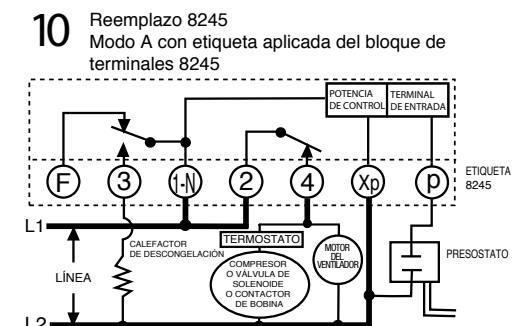 10
Reemplazo 8245
Modo A con etiqueta aplicada del bloque de
terminales 8245
POTENCIA
DE CONTROL
TERMINAL
DE ENTRADA
F
3
1-N
2
4
Xp
p
ETIQUETA
8245
L1
CALEFACTOR
DE DESCONGELACIÓN
TERMOSTATO
MOTOR
DEL
VENTILADOR
PRESOSTATO
LÍNEA
COMPRESOR
O VÁLVULA DE
SOLENOIDE
O CONTACTOR
DE BOBINA
L2